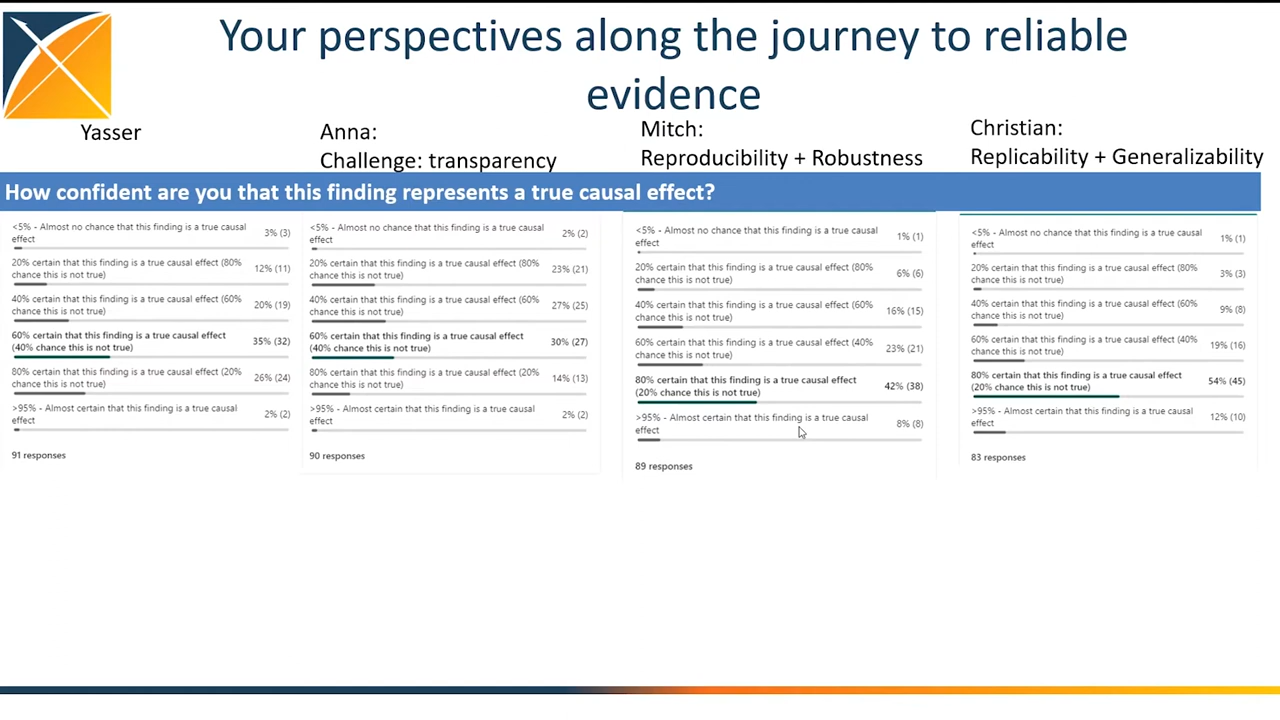 Your perspectives along the journey to reliable
evidence
Yasser
Anna:
Challenge: transparency
Mitch:
Reproducibility + Robustness
Christian:
Replicability + Generalizability
How confident are you that this finding represents a true causal effect?
<5% - Almost no chance that this finding is a true causal
effect
3% (3)
20% certain that this finding is a true causal effect (80%
chance this is not true)
12% (11)
40% certain that this finding is a true causal effect (60%
chance this is not true)
20% (19)
60% certain that this finding is a true causal effect
(40% chance this is not true)
35% (32)
80% certain that this finding is a true causal effect (20%
chance this is not true)
26% (24)
>95% - Almost certain that this finding is a true causal
effect
2% (2)
91 responses
<5% - Almost no chance that this finding is a true causal
effect
2% (2)
20% certain that this finding is a true causal effect (80%
chance this is not true)
23% (21)
40% certain that this finding is a true causal effect (60%
chance this is not true)
27% (25)
60% certain that this finding is a true causal effect
(40% chance this is not true)
30% (27)
80% certain that this finding is a true causal effect (20%
chance this is not true)
14% (13)
>95% - Almost certain that this finding is a true causal
effect
2% (2)
90 responses
<5% - Almost no chance that this finding is a true causal
effect
1% (1)
20% certain that this finding is a true causal effect (80%
chance this is not true)
6% (6)
40% certain that this finding is a true causal effect (60%
chance this is not true)
16% (15)
60% certain that this finding is a true causal effect (40%
chance this is not true)
23% (21)
80% certain that this finding is a true causal effect
(20% chance this is not true)
42% (38)
>95% - Almost certain that this finding is a true causal
effect
8% (8)
89 responses
<5% - Almost no chance that this finding is a true causal
effect
1% (1)
20% certain that this finding is a true causal effect (80%
chance this is not true)
3% (3)
40% certain that this finding is a true causal effect (60%
chance this is not true)
9% (8)
60% certain that this finding is a true causal effect (40%
chance this is not true)
19% (16)
80% certain that this finding is a true causal effect
(20% chance this is not true)
54% (45)
>95% - Almost certain that this finding is a true causal
effect
12% (10)
83 responses